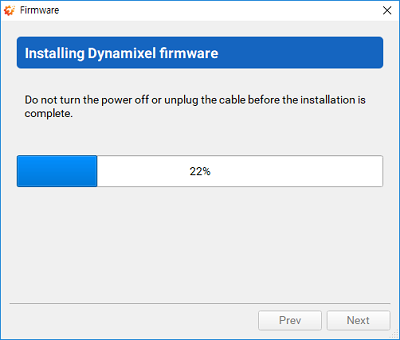 Firmware
Installing Dynamixel firmware
Do not turn the power off or unplug the cable before the installation is
complete.
22%
Prev
Next